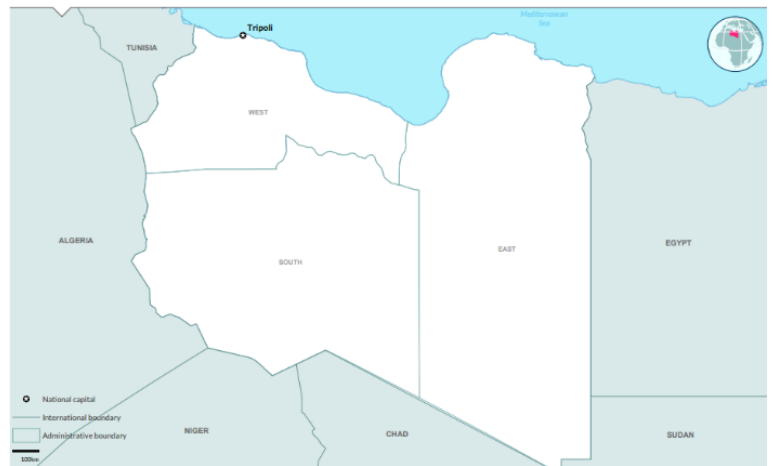 Mediterranean
Sea
Tripoli
TUNISIA
WEST
ALGERIA
SOUTH
EAST
EGYPT
National capital
International boundary
Administrative boundary
100km
NIGER
CHAD
SUDAN